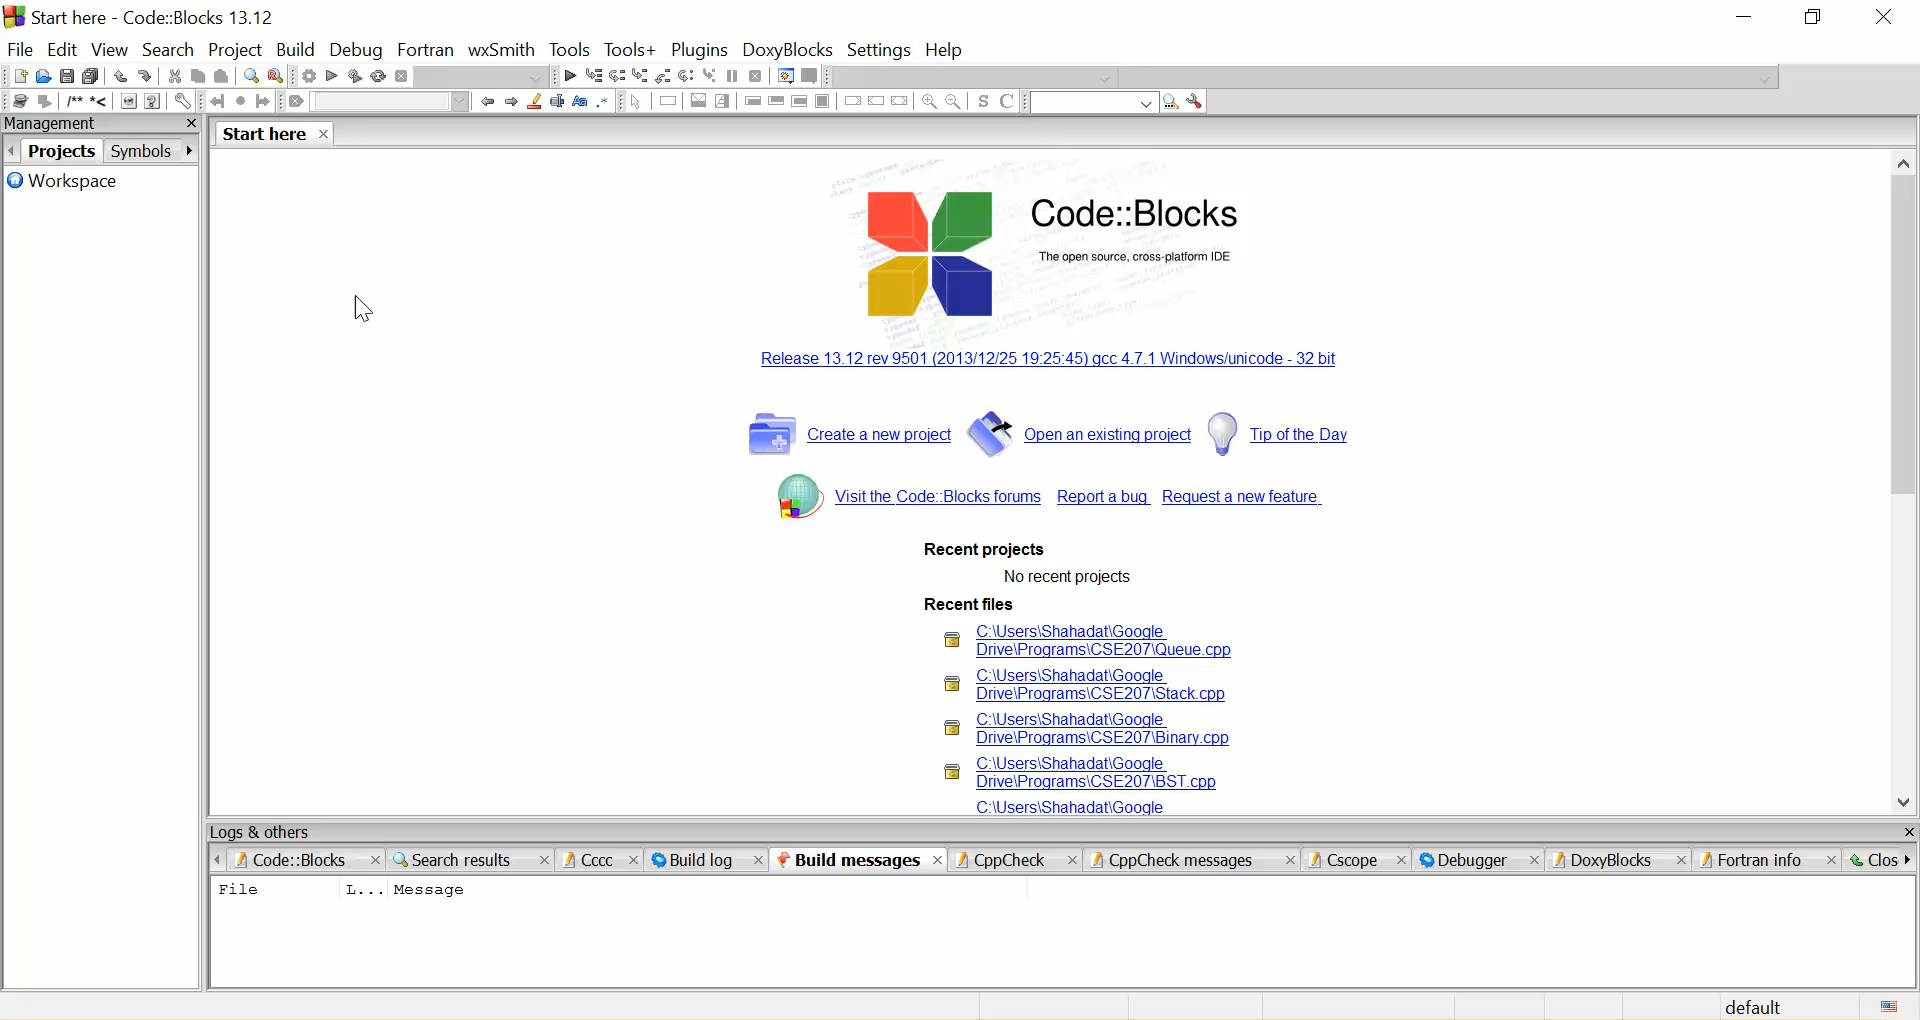 Start here - Code::Blocks 13.12
File Edit View Search Project Build Debug Fortran wxSmith Tools Tools+ Plugins DoxyBlocks Settings Help
/** *<
S C
Management
Projects Symbols
Workspace
Start here
Code::Blocks
The open source, cross-platform IDE
Release 13.12 rev 9501 (2013/12/25 19:25:45) gcc 4.7.1 Windows/unicode - 32 bit
Create a new project Open an existing project Tip of the Day
Visit the Code::Blocks forums Report a bug Request a new feature
Recent projects
No recent projects
Recent files
C:\Users\Shahadat\Google
Drive\Programs\CSE207\Queue.cpp
C:\Users\Shahadat\Google
Drive\Programs\CSE207\Stack.cpp
C:\Users\Shahadat\Google
Drive\Programs\CSE207\Binary.cpp
C:\Users\Shahadat\Google
Drive\Programs\CSE207\BST.cpp
C:\Users\Shahadat\Google
Logs & others
Code::Blocks Search results Cccc Build log Build messages CppCheck CppCheck messages Cscope Debugger DoxyBlocks Fortran info Clos
File L... Message
default